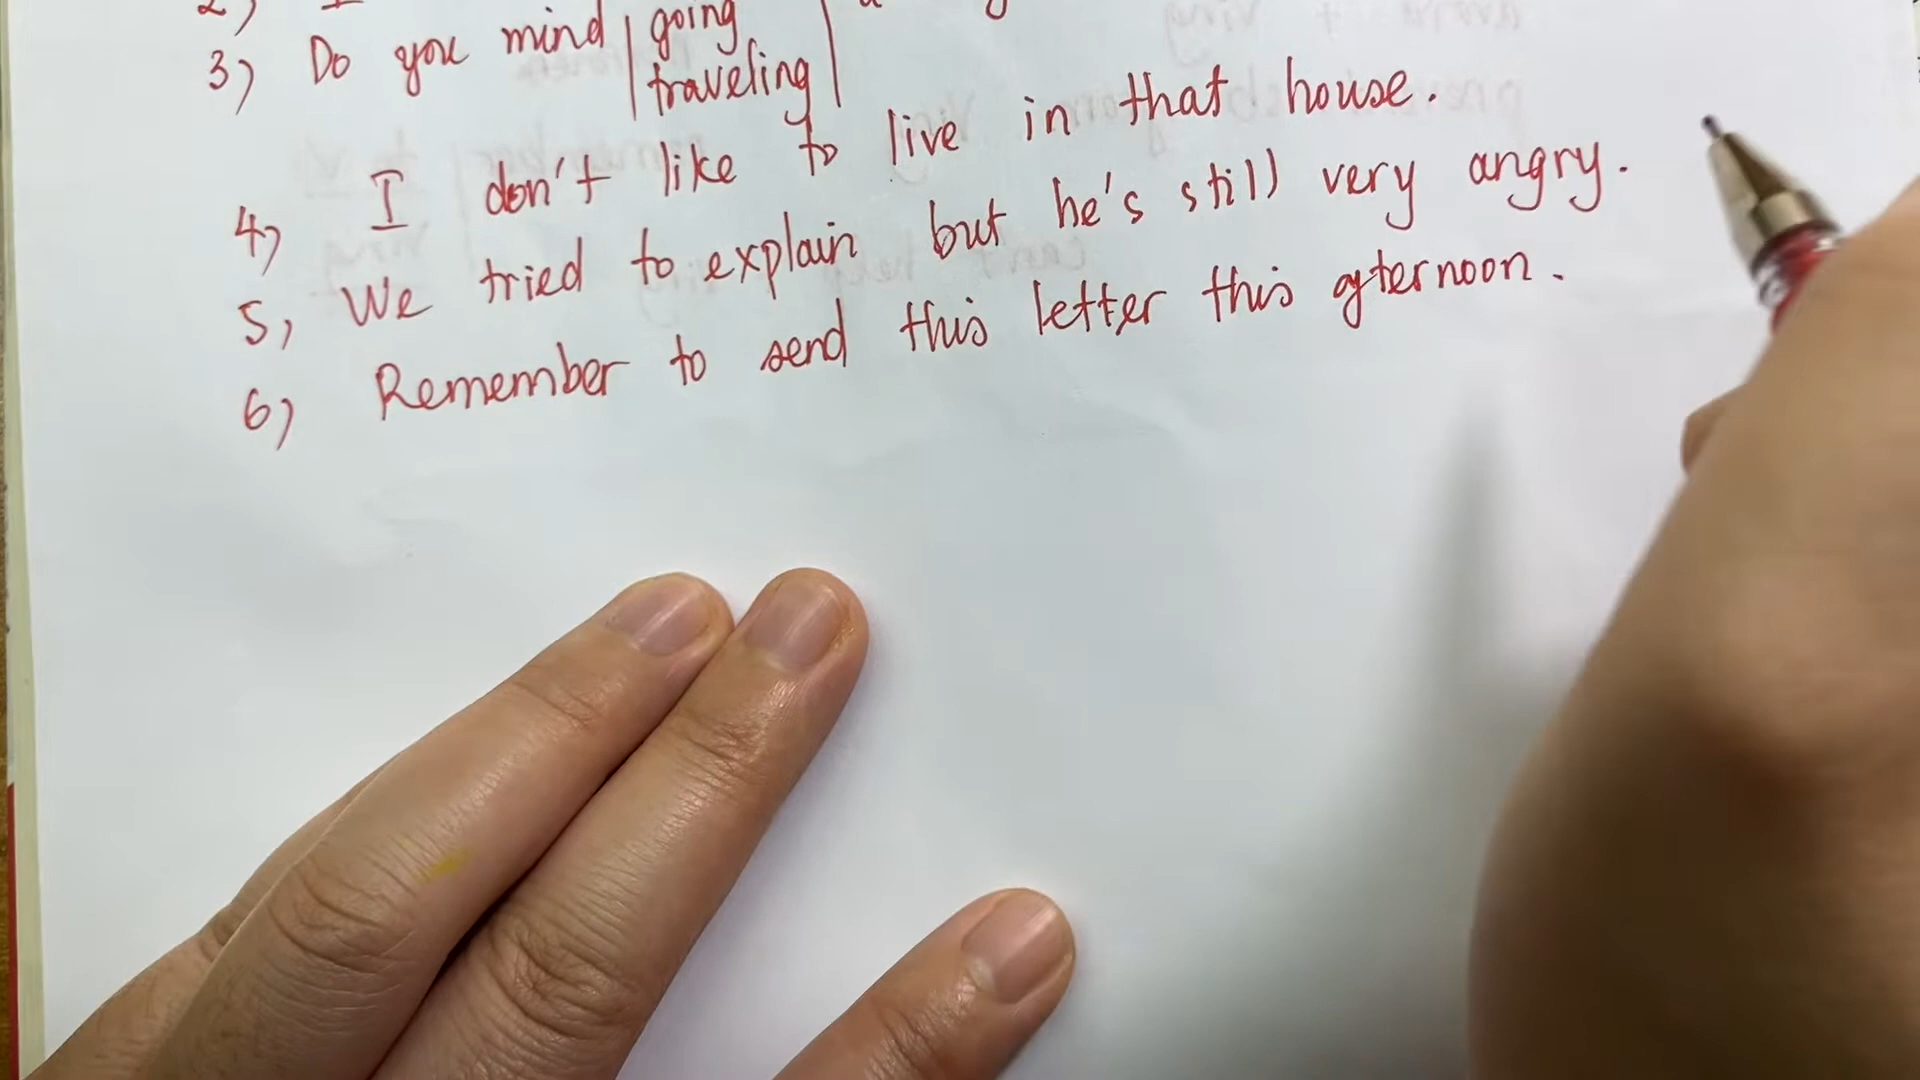 3) Do you mind going
traveling
4) I don't like to live in that house.
5, We tried to explain but he's still very angry.
6) Remember to send this letter this afternoon.